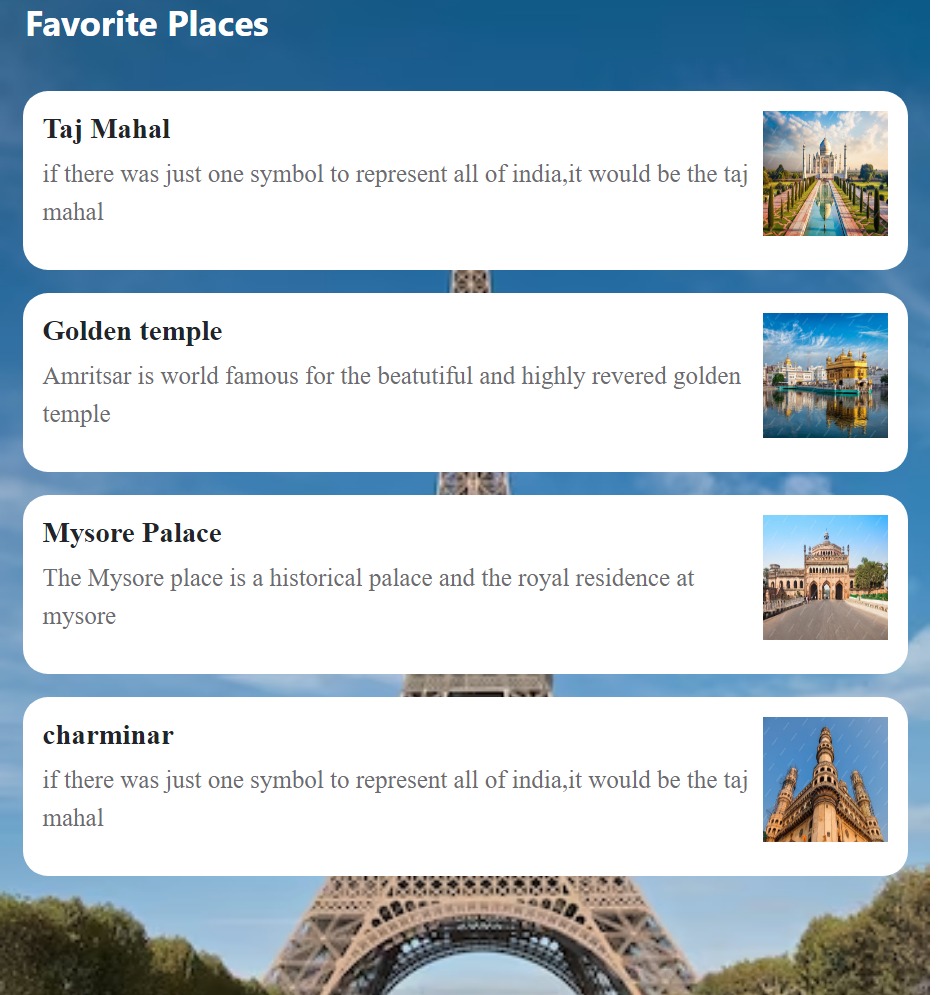 Favorite Places
Taj Mahal
if there was just one symbol to represent all of india,it would be the taj
mahal
Golden temple
Amritsar is world famous for the beatutiful and highly revered golden
temple
Mysore Palace
The Mysore place is a historical palace and the royal residence at
mysore
charminar
if there was just one symbol to represent all of india,it would be the taj
mahal